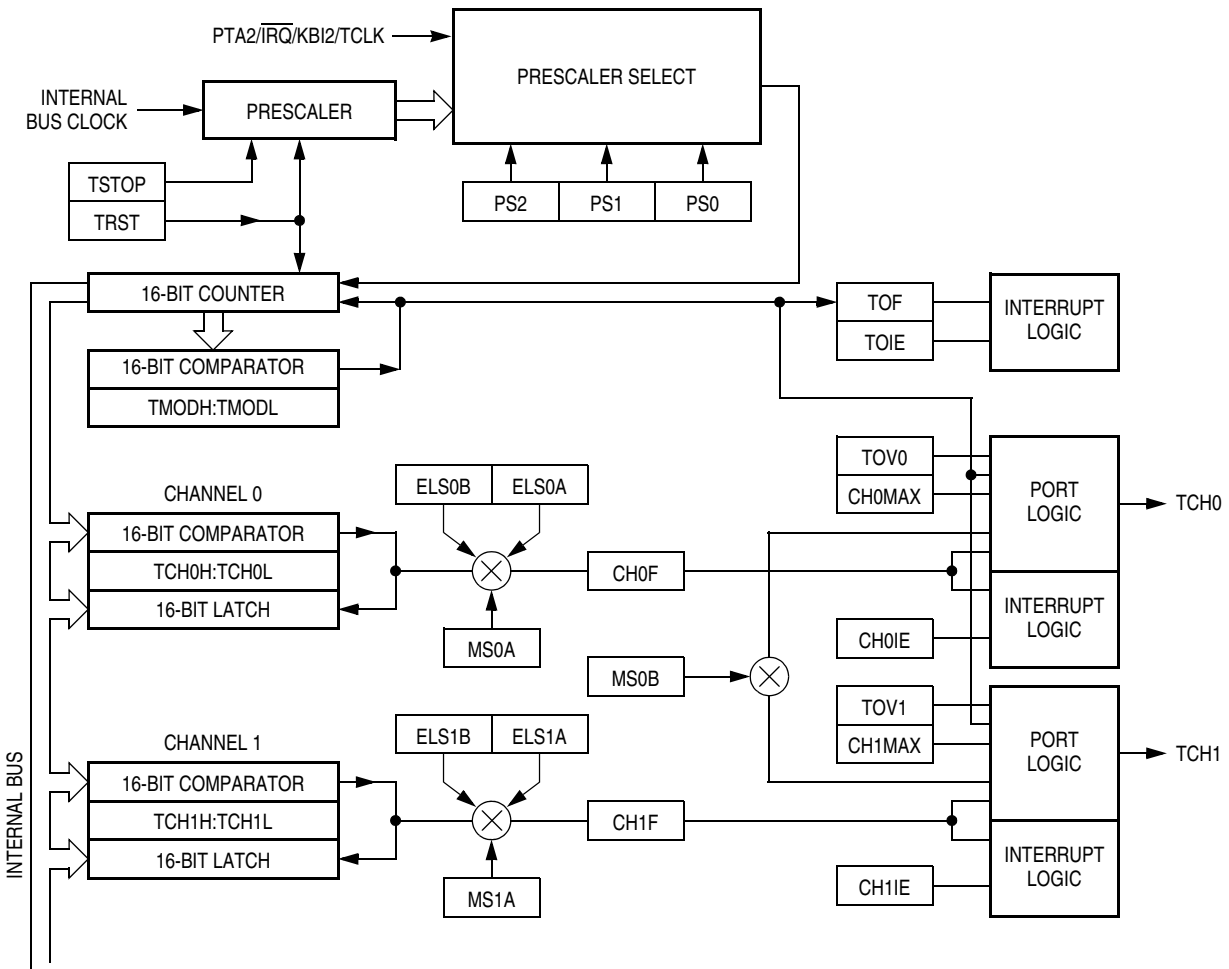 PTA2/IRQ/KBI2/TCLK
PRESCALER SELECT
INTERNAL
BUS CLOCK
PRESCALER
TSTOP
TRST
PS2
PS1
PS0
16-BIT COUNTER
TOF
TOIE
INTERRUPT
LOGIC
16-BIT COMPARATOR
TMODH:TMODL
TOV0
CH0MAX
PORT
LOGIC
TCH0
CHANNEL 0
ELS0B
ELS0A
16-BIT COMPARATOR
TCH0H:TCH0L
16-BIT LATCH
CH0F
MS0A
INTERRUPT
LOGIC
CH0IE
MS0B
TOV1
CH1MAX
PORT
LOGIC
TCH1
CHANNEL 1
ELS1B
ELS1A
16-BIT COMPARATOR
TCH1H:TCH1L
16-BIT LATCH
CH1F
MS1A
INTERRUPT
LOGIC
CH1IE
INTERNAL BUS